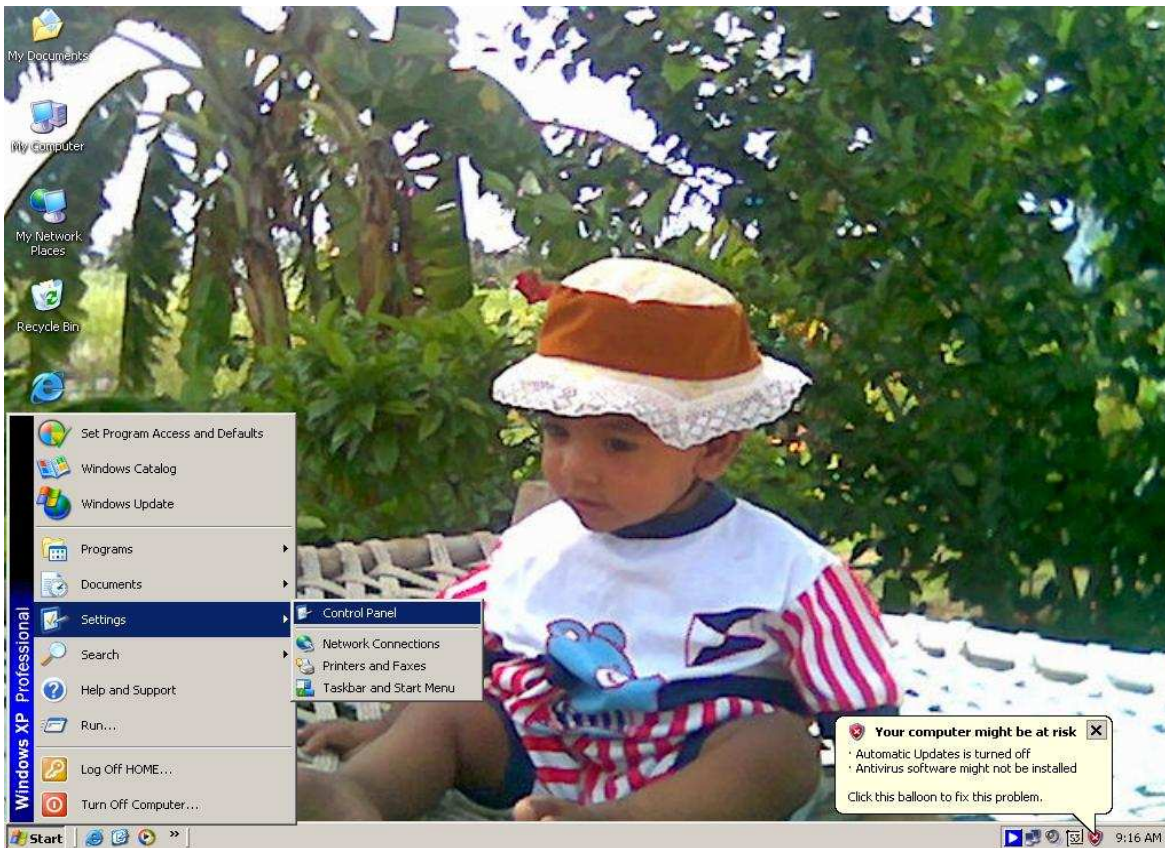 My Documents
My Computer
My Network
Places
Recycle Bin
Set Program Access and Defaults
Windows Catalog
Windows Update
Programs
Documents
Settings
Search
Help and Support
Run...
Log Off HOME...
Turn Off Computer...
Windows XP Professional
Control Panel
Network Connections
Printers and Faxes
Taskbar and Start Menu
Your computer might be at risk
· Automatic Updates is turned off
· Antivirus software might not be installed
Click this balloon to fix this problem.
Start
»
9:16 AM